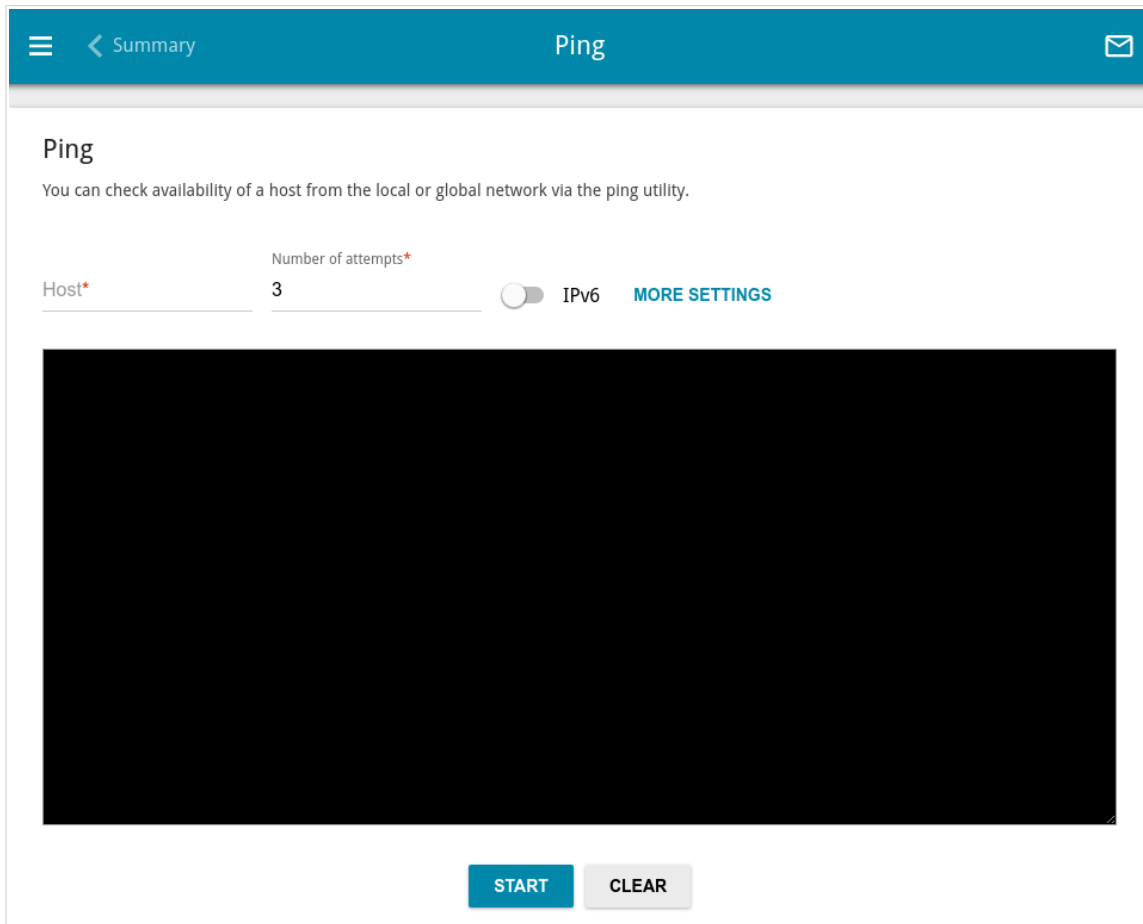 Summary
Ping
Ping
You can check availability of a host from the local or global network via the ping utility.
Number of attempts*
Host*
3
IPv6
MORE SETTINGS
START
CLEAR